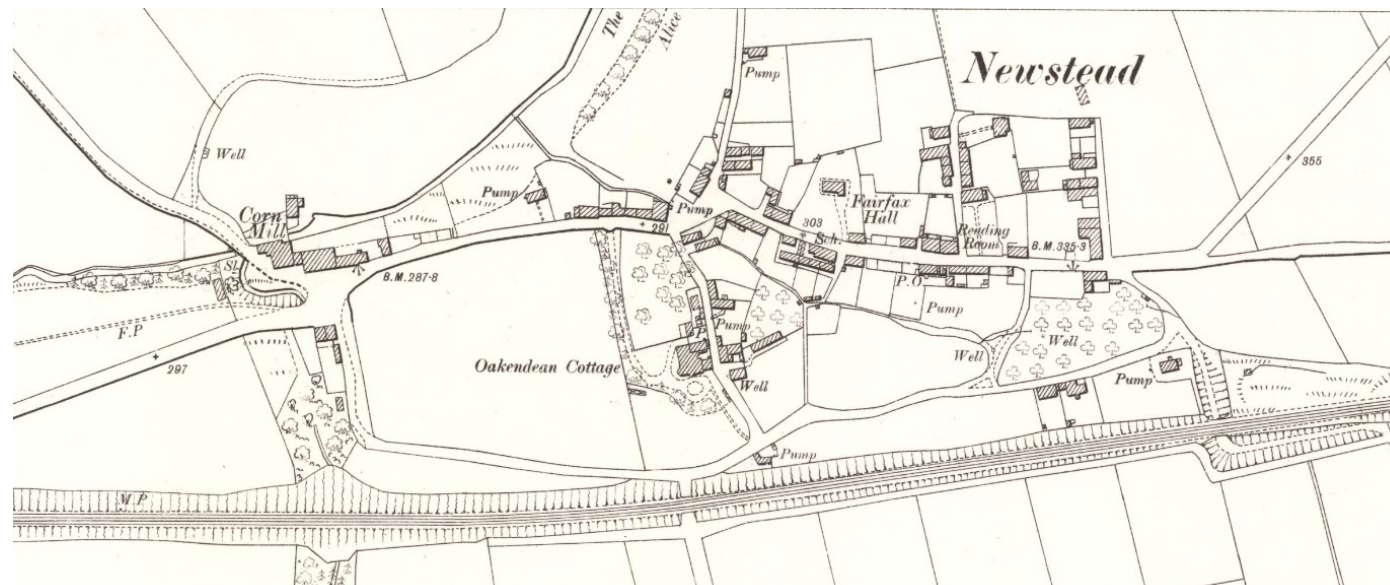 The
Alice
Pump
Newstead
Well
355
Pump
Fairfax
Hall
Corn
Mill
Pump
291
303
Sch.
Reading
Room
B.M. 335·3
Sl.
B.M. 287·8
P.O.
F.P.
Pump
Pump
Well
Well
297
Oakendean Cottage
P.
Pump
Well
Pump
M.P.